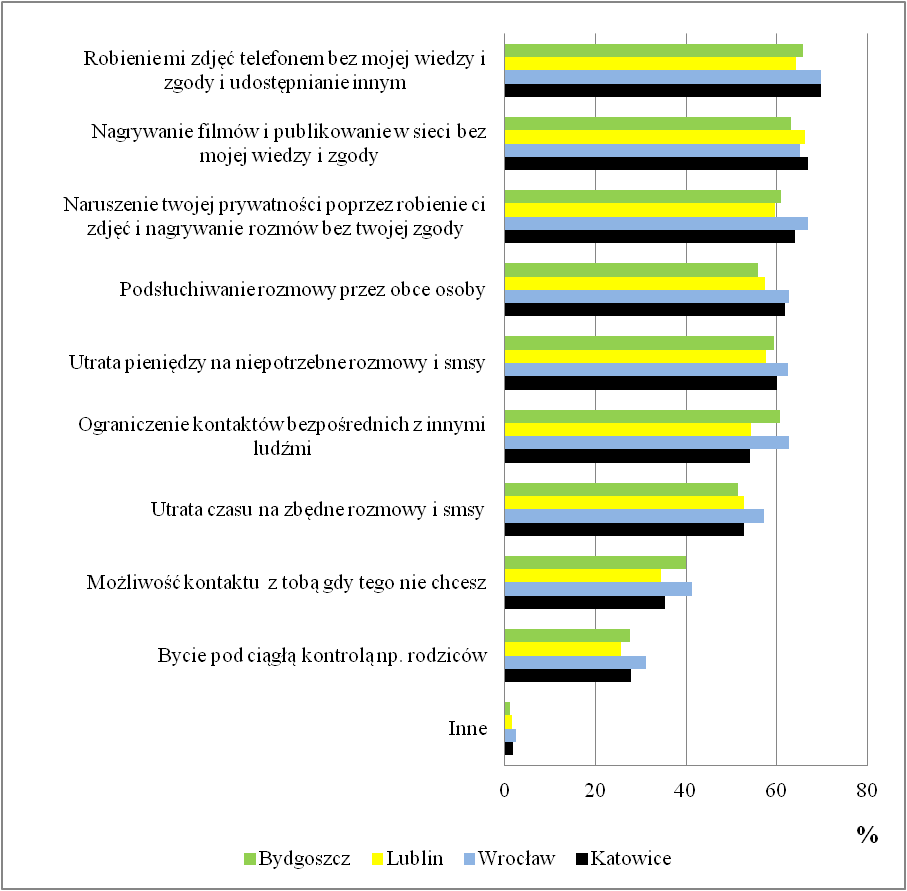 Robienie mi zdjęć telefonem bez mojej wiedzy i
zgody i udostępnianie innym
Nagrywanie filmów i publikowanie w sieci bez
mojej wiedzy i zgody
Naruszenie twojej prywatności poprzez robienie ci
zdjęć i nagrywanie rozmów bez twojej zgody
Podsłuchiwanie rozmowy przez obce osoby
Utrata pieniędzy na niepotrzebne rozmowy i smsy
Ograniczenie kontaktów bezpośrednich z innymi
ludźmi
Utrata czasu na zbędne rozmowy i smsy
Możliwość kontaktu z tobą gdy tego nie chcesz
Bycie pod ciągłą kontrolą np. rodziców
Inne
0 20 40 60 80
%
Bydgoszcz Lublin Wrocław Katowice